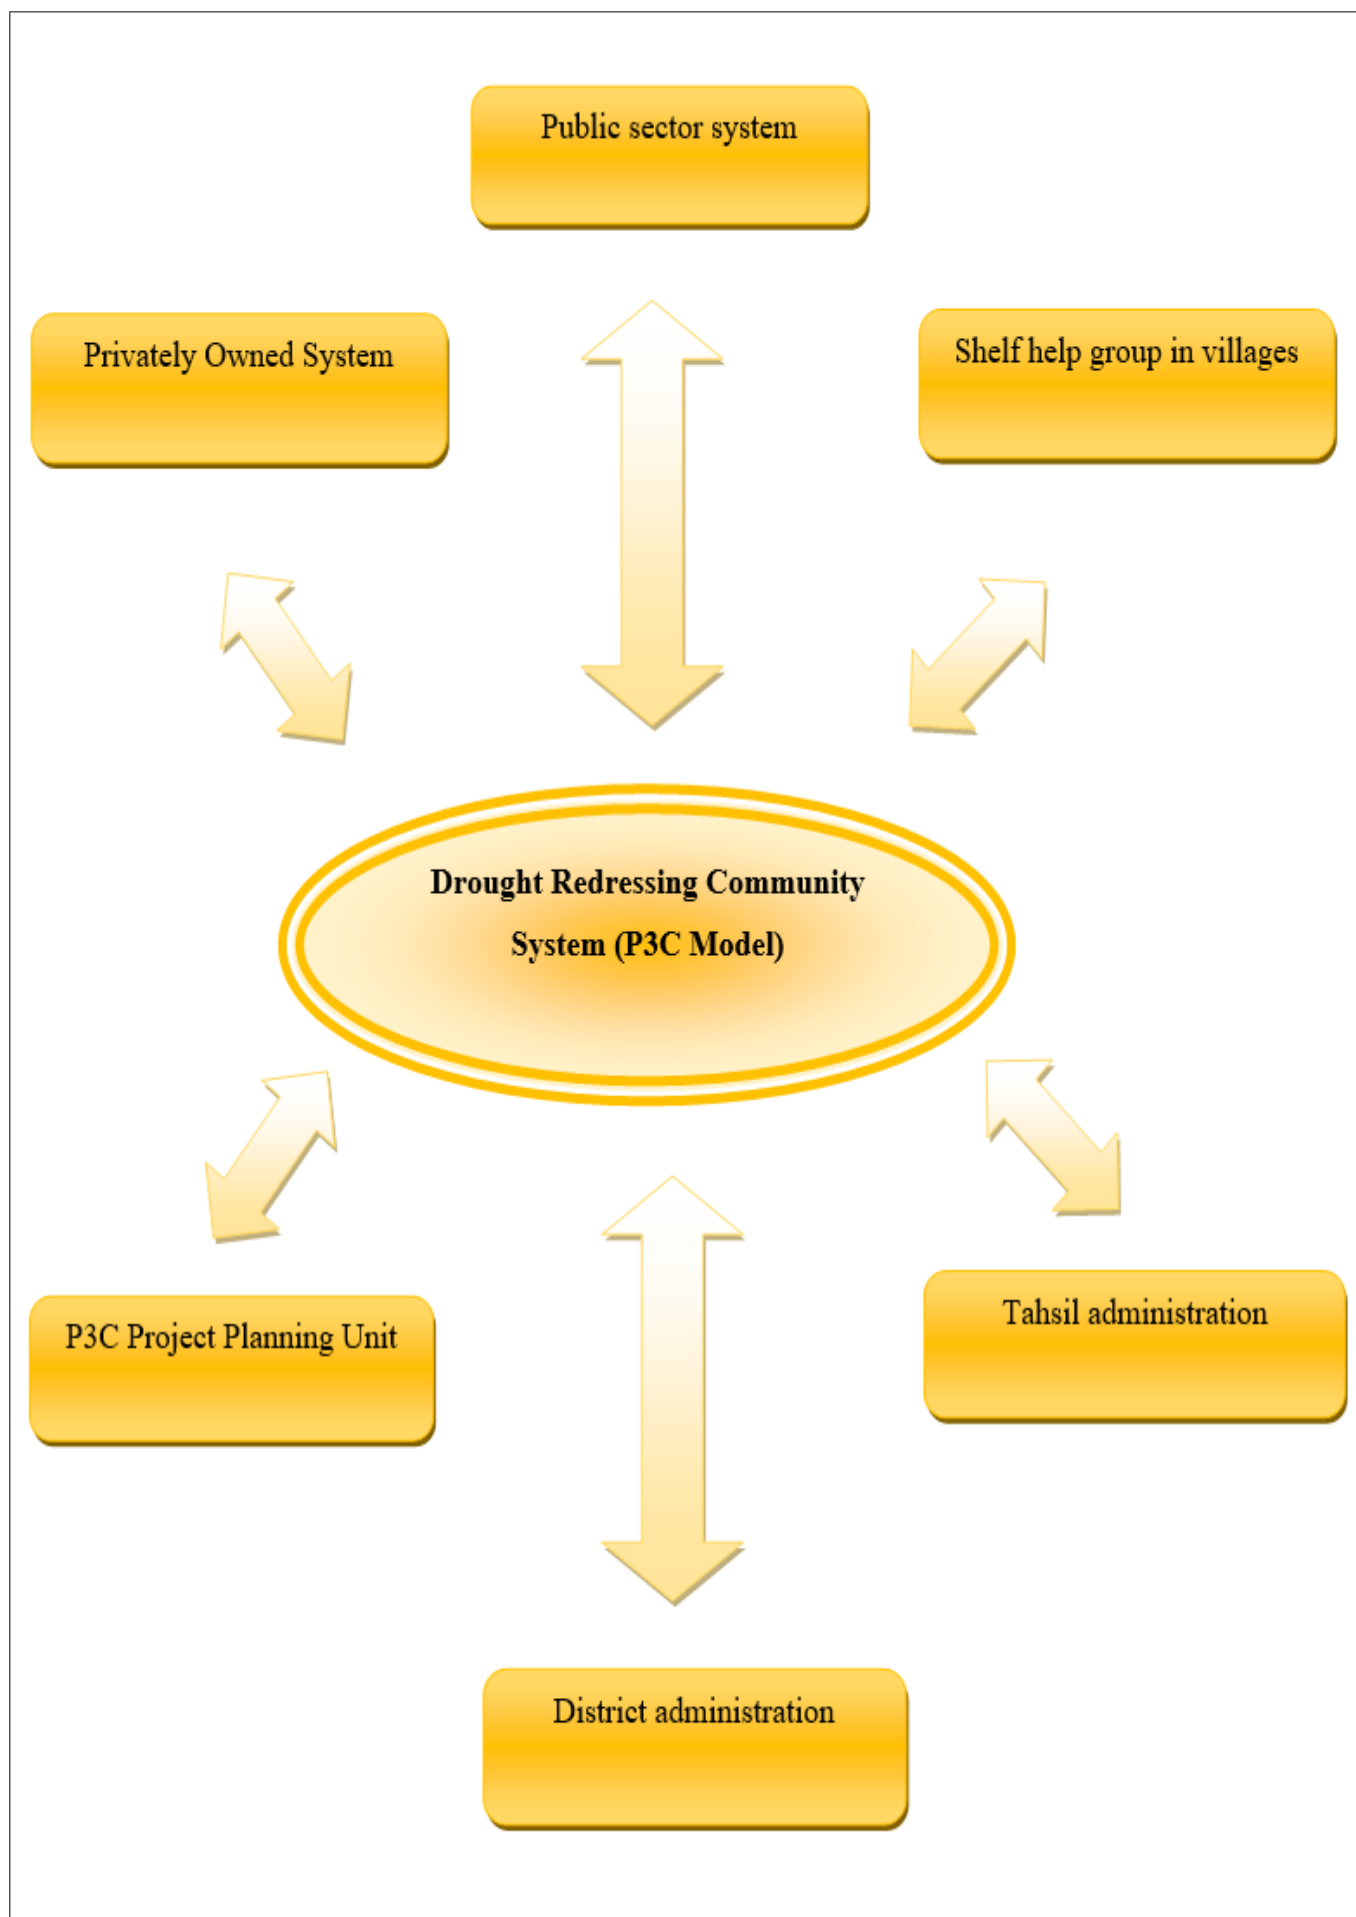 Public sector system
Privately Owned System
Shelf help group in villages
Drought Redressing Community
System (P3C Model)
P3C Project Planning Unit
Tahsil administration
District administration